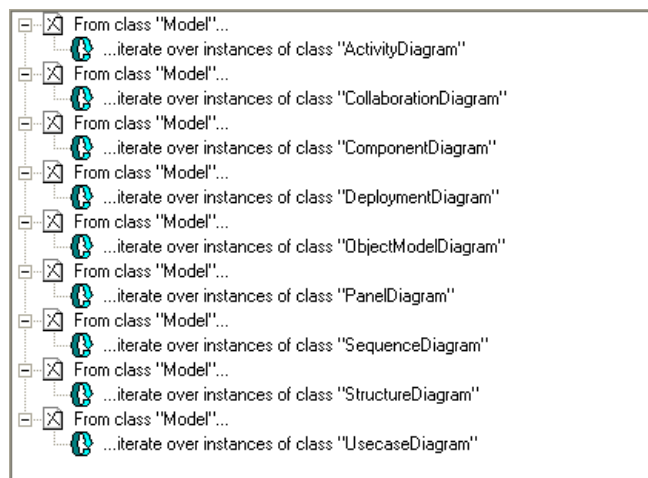 From class "Model"...
...iterate over instances of class "ActivityDiagram"
From class "Model"...
...iterate over instances of class "CollaborationDiagram"
From class "Model"...
...iterate over instances of class "ComponentDiagram"
From class "Model"...
...iterate over instances of class "DeploymentDiagram"
From class "Model"...
...iterate over instances of class "ObjectModelDiagram"
From class "Model"...
...iterate over instances of class "PanelDiagram"
From class "Model"...
...iterate over instances of class "SequenceDiagram"
From class "Model"...
...iterate over instances of class "StructureDiagram"
From class "Model"...
...iterate over instances of class "UsecaseDiagram"